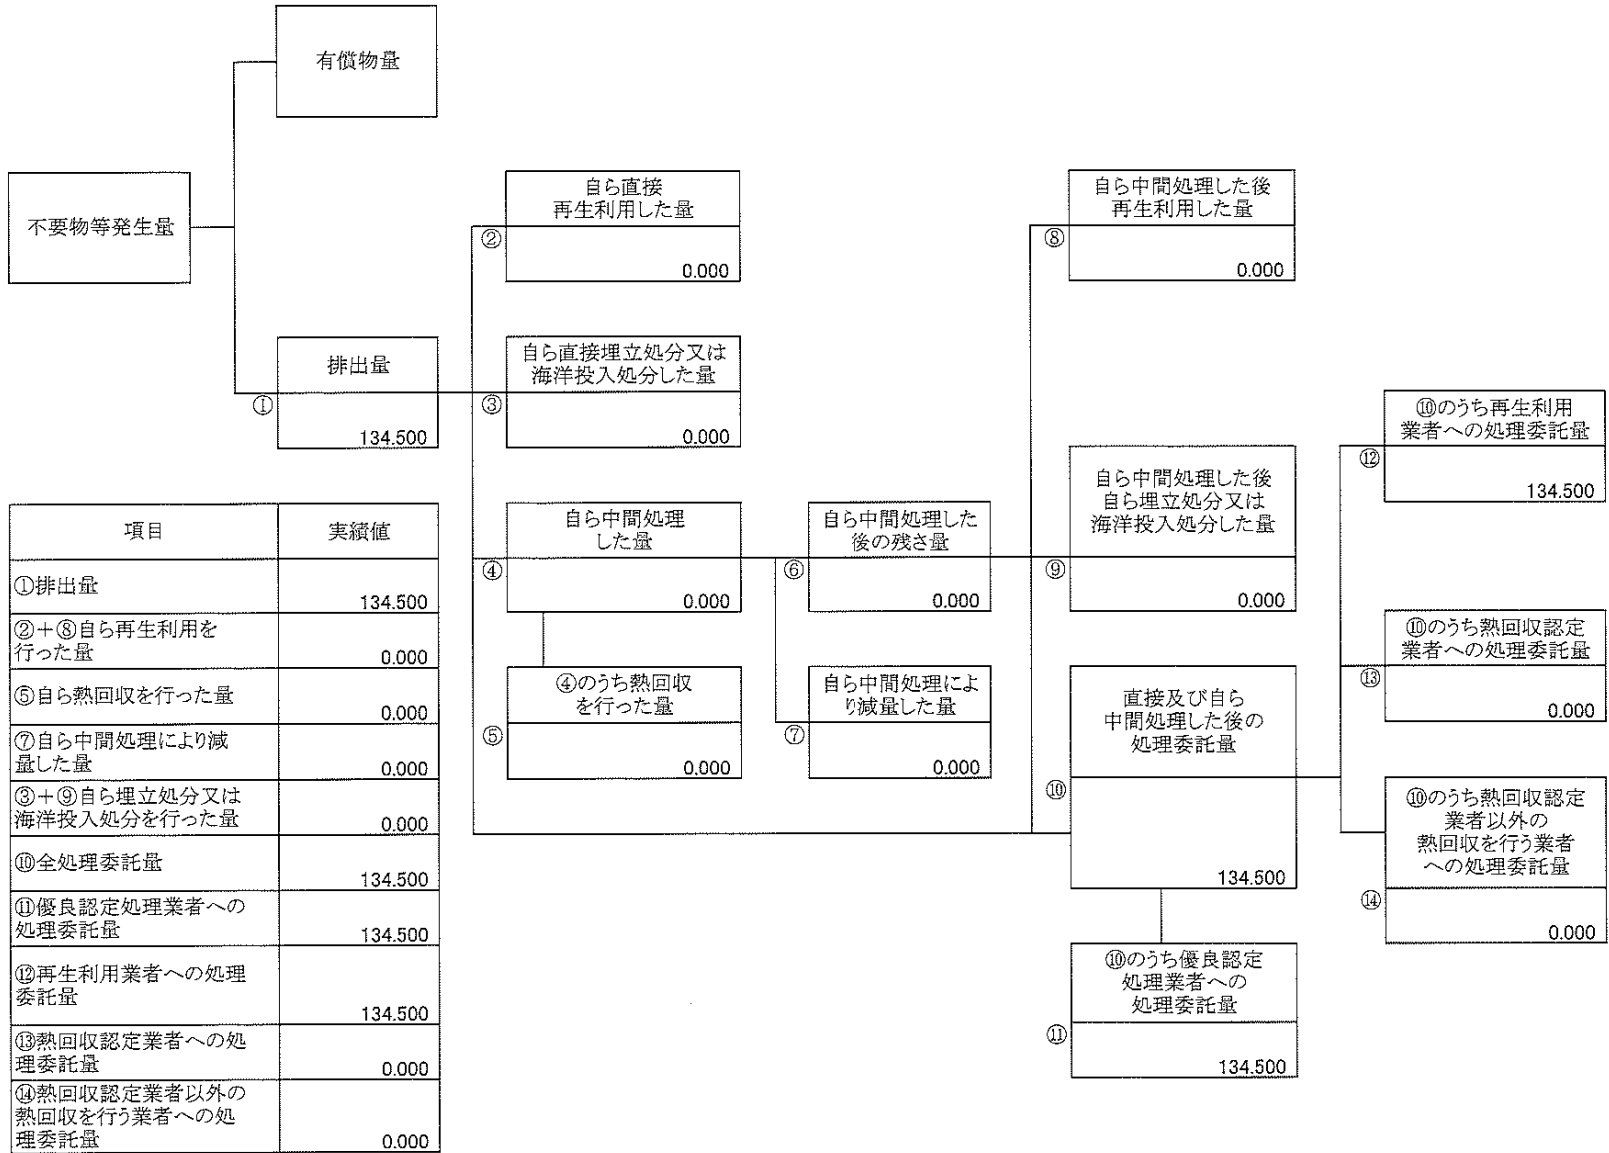 有償物量
不要物等発生量
排出量
①
134.500
自ら直接
再生利用した量
②
0.000
自ら直接埋立処分又は
海洋投入処分した量
③
0.000
自ら中間処理
した量
④
0.000
④のうち熱回収
を行った量
⑤
0.000
自ら中間処理した
後の残さ量
⑥
0.000
自ら中間処理によ
り減量した量
⑦
0.000
自ら中間処理した後
再生利用した量
⑧
0.000
自ら中間処理した後
自ら埋立処分又は
海洋投入処分した量
⑨
0.000
直接及び自ら
中間処理した後の
処理委託量
⑩
134.500
⑩のうち優良認定
処理業者への
処理委託量
⑪
134.500
⑩のうち再生利用
業者への処理委託量
⑫
134.500
⑩のうち熱回収認定
業者への処理委託量
⑬
0.000
⑩のうち熱回収認定
業者以外の
熱回収を行う業者
への処理委託量
⑭
0.000
項目 実績値
①排出量
134.500
②+⑧自ら再生利用を
行った量
0.000
⑤自ら熱回収を行った量
0.000
⑦自ら中間処理により減
量した量
0.000
③+⑨自ら埋立処分又は
海洋投入処分を行った量
0.000
⑩全処理委託量
134.500
⑪優良認定処理業者への
処理委託量
134.500
⑫再生利用業者への処理
委託量
134.500
⑬熱回収認定業者への処
理委託量
0.000
⑭熱回収認定業者以外の
熱回収を行う業者への処
理委託量
0.000